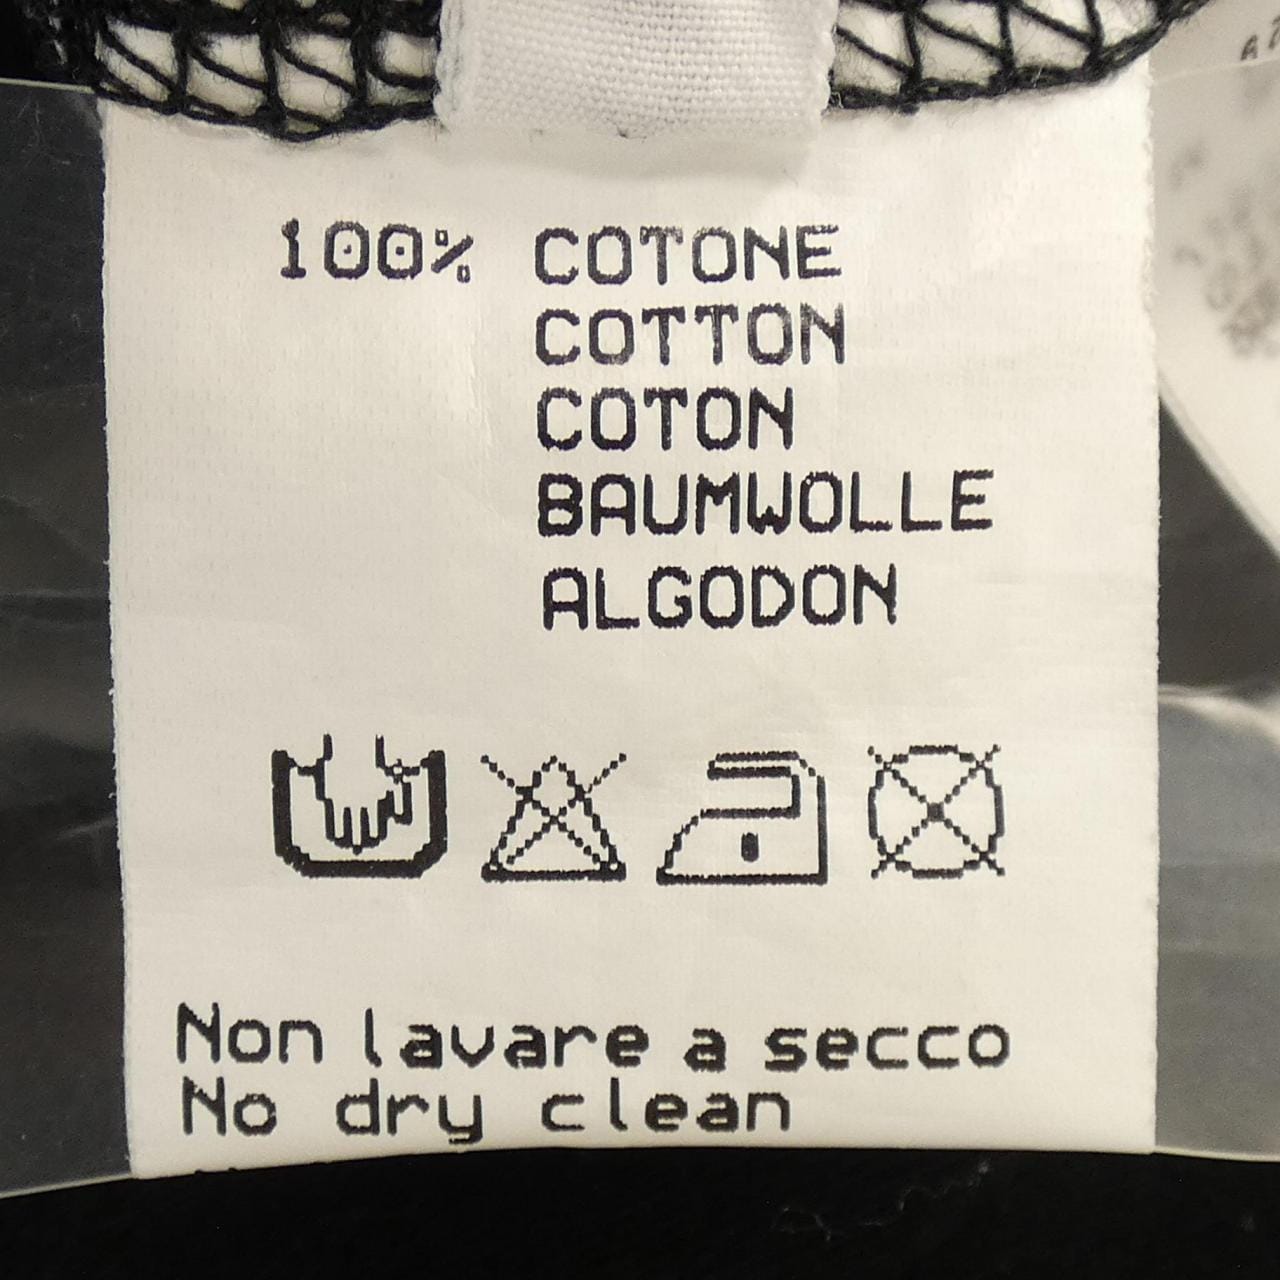 100% COTONE
COTTON
COTON
BAUMWOLLE
ALGODON
Non lavare a secco
No dry clean